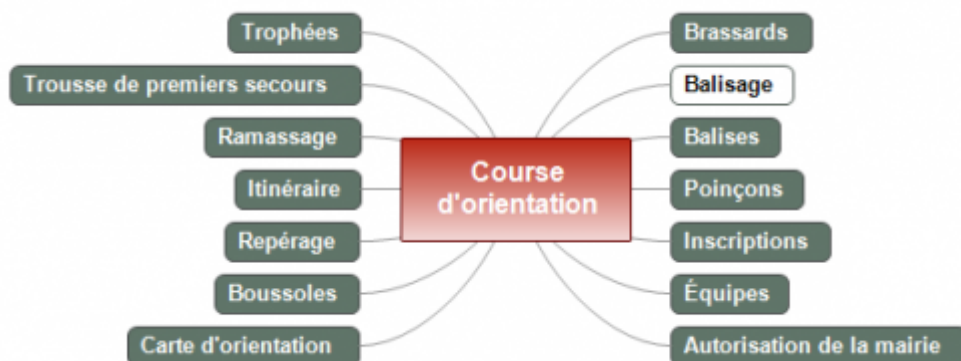 Trophées
Trousse de premiers secours
Ramassage
Itinéraire
Repérage
Boussoles
Carte d'orientation
Course
d'orientation
Brassards
Balisage
Balises
Poinçons
Inscriptions
Équipes
Autorisation de la mairie